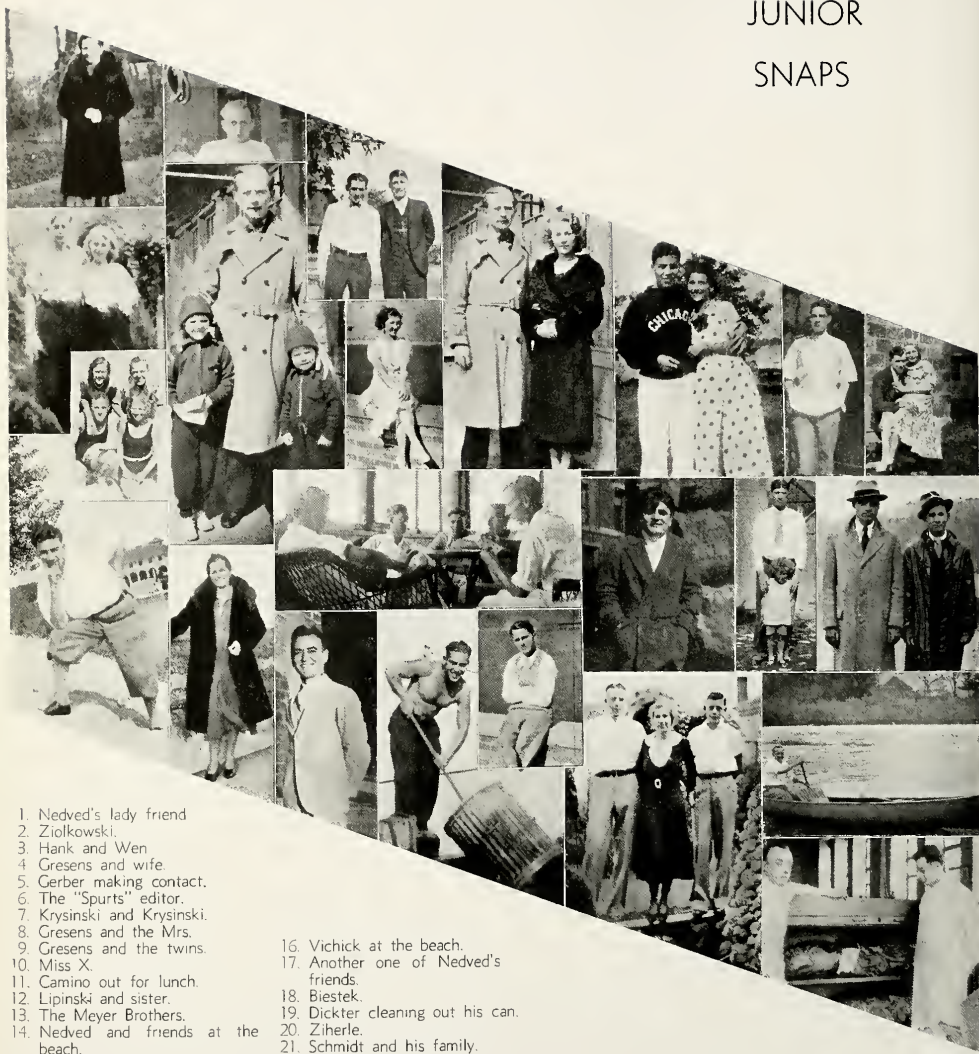 JUNIOR
SNAPS
CHICAGO
1. Nedved's lady friend
2. Ziolkowski.
3. Hank and Wen
4 Gresens and wife.
5. Gerber making contact.
6. The "Spurts" editor.
7. Krysinski and Krysinski.
8. Gresens and the Mrs.
9. Gresens and the twins.
10. Miss X.
11. Camino out for lunch.
12. Lipinski and sister.
13. The Meyer Brothers.
14. Nedved and friends at the
beach.
16. Vichick at the beach.
17. Another one of Nedved's
friends.
18. Biestek.
19. Dickter cleaning out his can.
20. Ziherle.
21. Schmidt and his family.